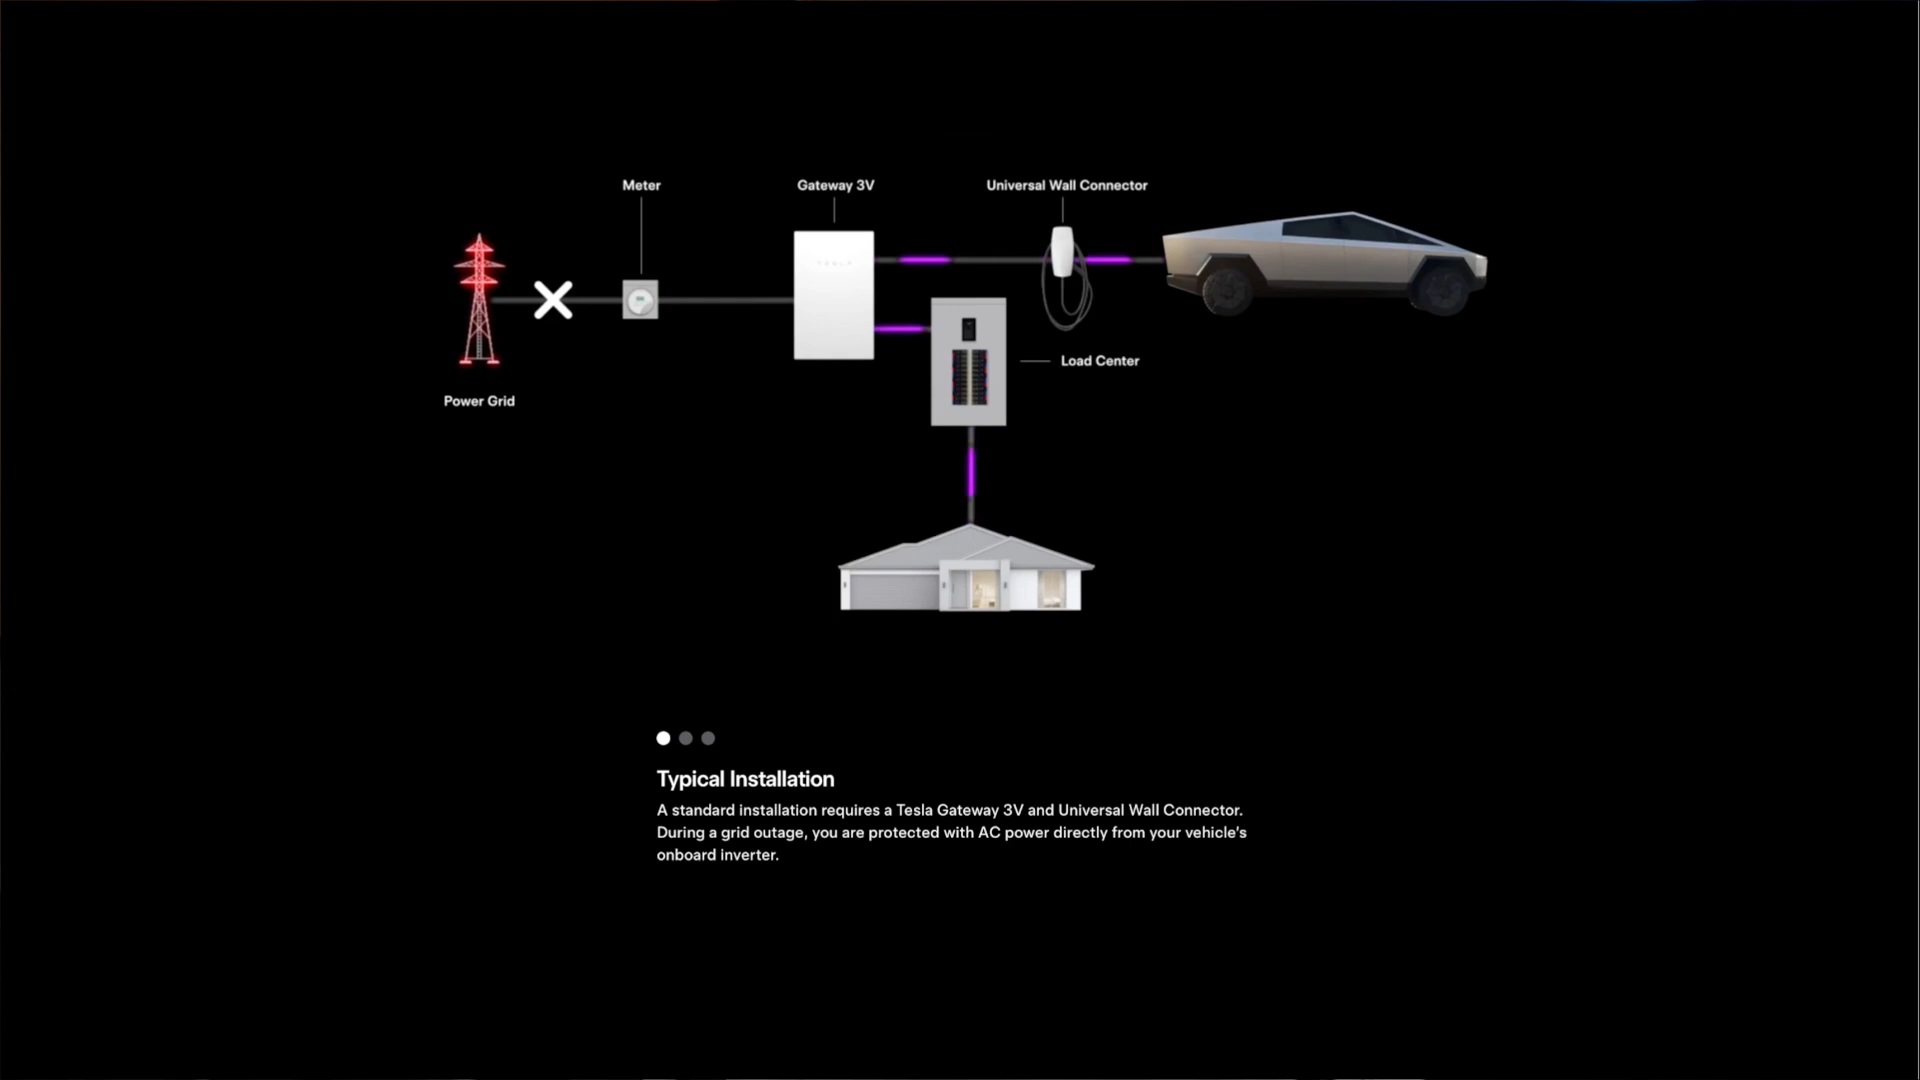 Meter
Gateway 3V
Universal Wall Connector
TESLA
Load Center
Power Grid
Typical Installation
A standard installation requires a Tesla Gateway 3V and Universal Wall Connector.
During a grid outage, you are protected with AC power directly from your vehicle's
onboard inverter.